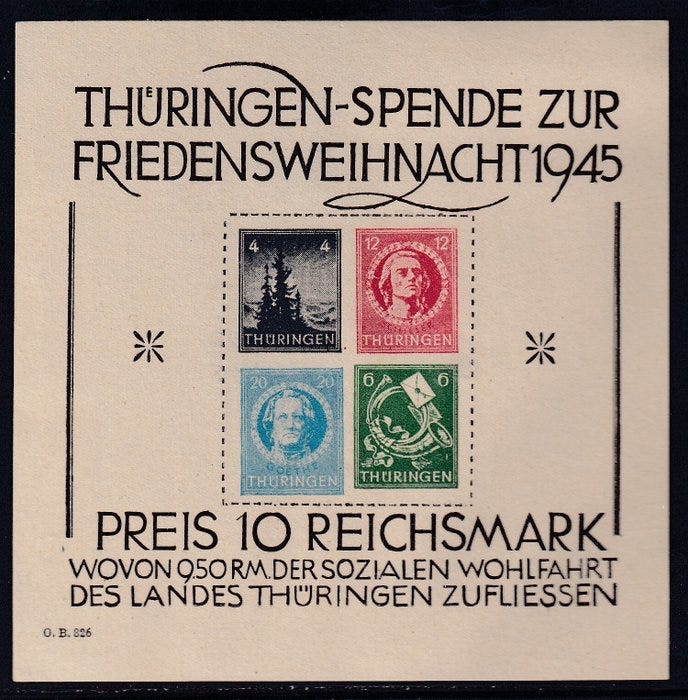 THÜRINGEN-SPENDE ZUR
FRIEDENSWEIHNACHT 1945
4 4
THÜRINGEN
12 12
SCHILLER
THÜRINGEN
20 20
GOETHE
THÜRINGEN
6 6
THÜRINGEN
PREIS 10 REICHSMARK
WOVON 9,50 RM. DER SOZIALEN WOHLFAHRT
DES LANDES THÜRINGEN ZUFLIESSEN
O. B. 826